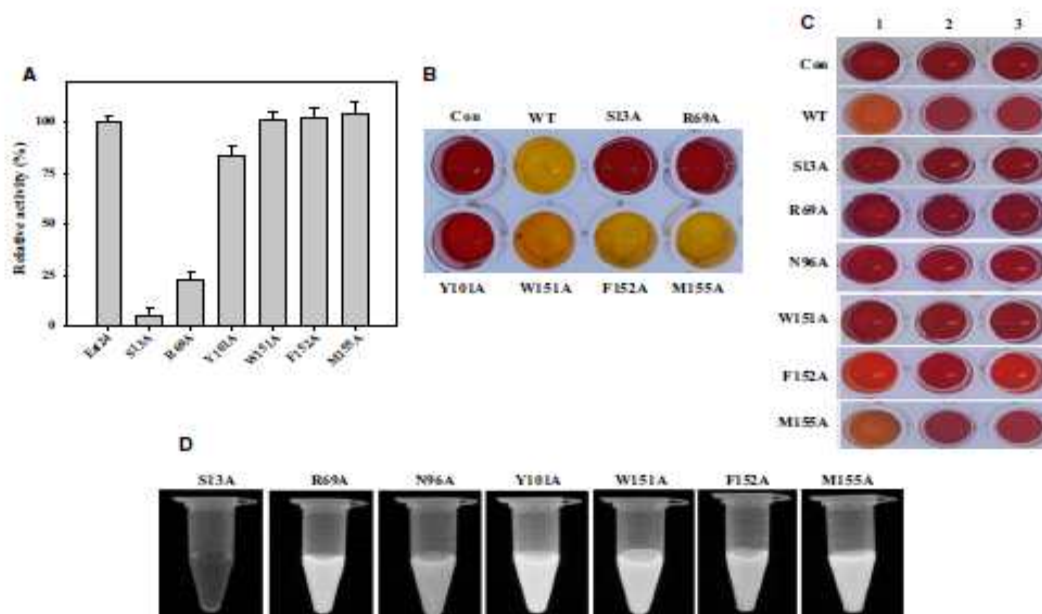 A
Relative activity (%)
100
75
50
25
0
S13A
R69A
Y101A
W151A
F152A
M155A
B
Con WT S13A R69A
Y101A W151A F152A M155A
C
1 2 3
Con
WT
S13A
R69A
N96A
W151A
F152A
M155A
D
S13A R69A N96A Y101A W151A F152A M155A